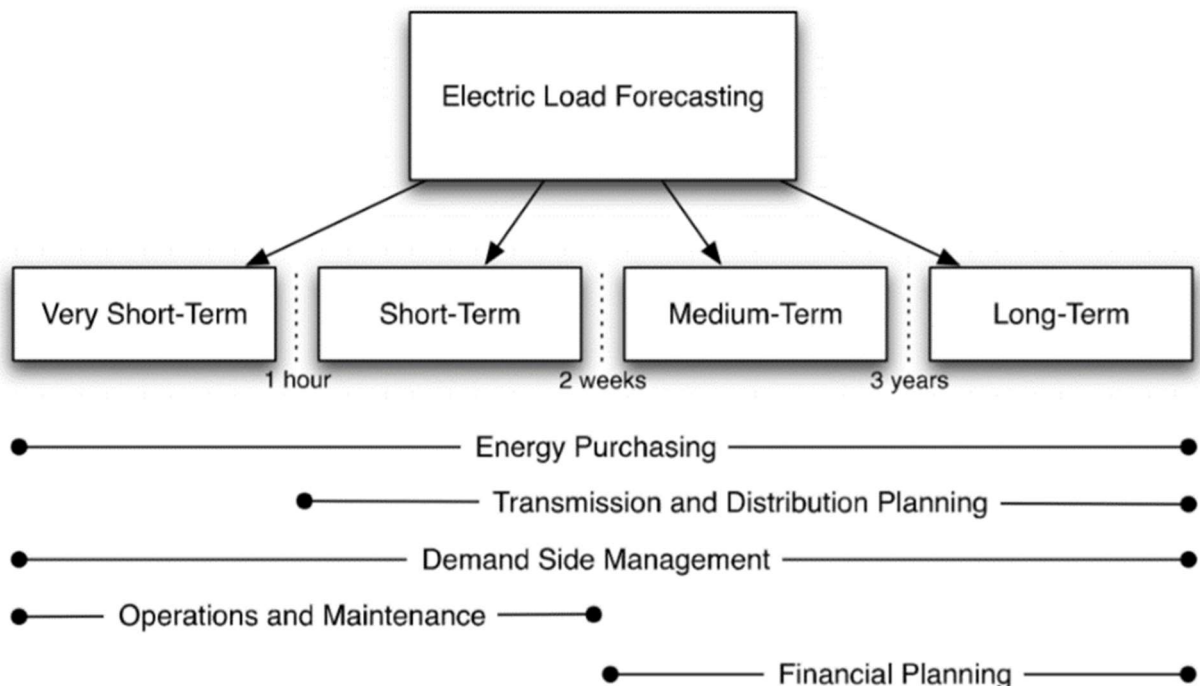 Electric Load Forecasting
Very Short-Term
Short-Term
Medium-Term
Long-Term
1 hour
2 weeks
3 years
Energy Purchasing
Transmission and Distribution Planning
Demand Side Management
Operations and Maintenance
Financial Planning